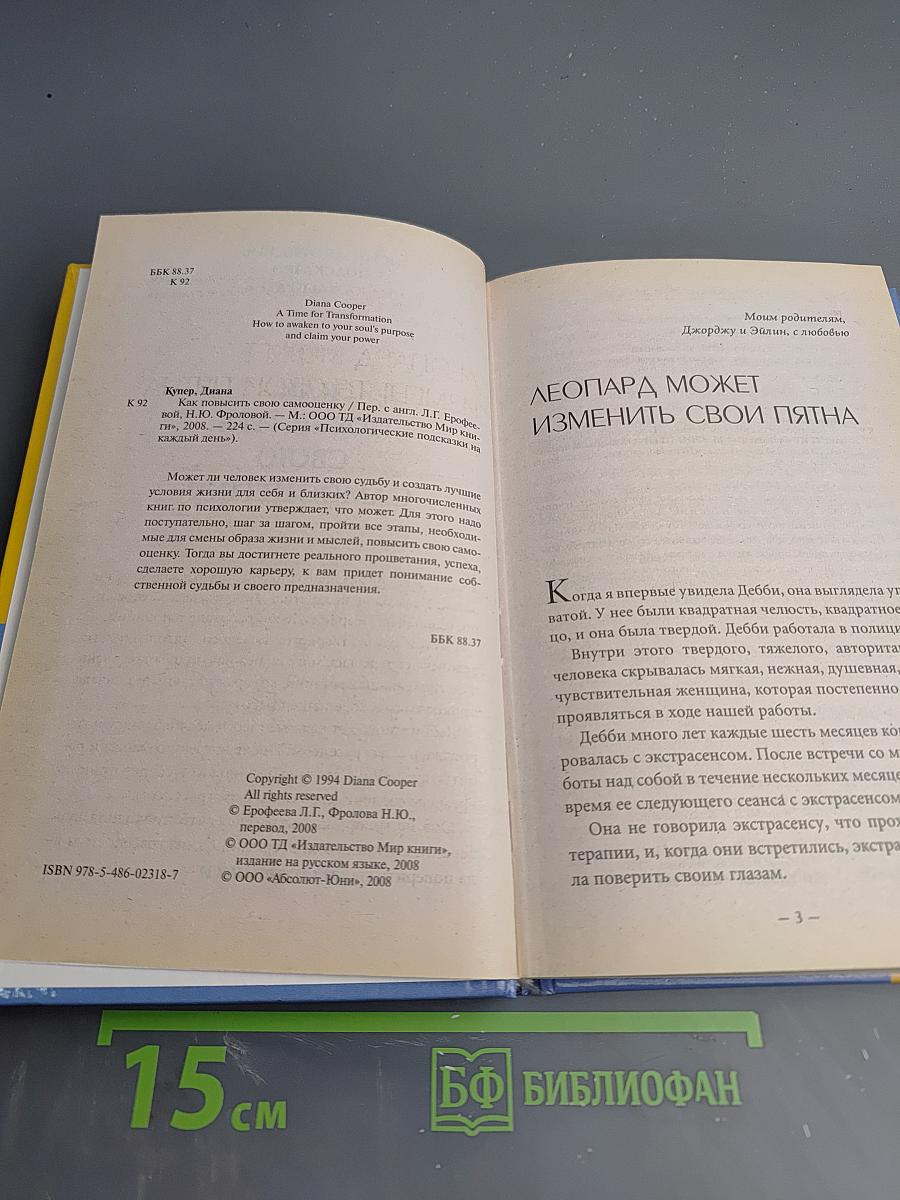 ББК 88.37
К 92
Diana Cooper
A Time for Transformation
How to awaken to your soul's purpose
and claim your power
Купер, Диана
К 92 Как повысить свою самооценку / Пер. с англ. Л.Г. Ерофее-
вой, Н.Ю. Фроловой. — М.: ООО ТД «Издательство Мир кни-
ги», 2008. — 224 с. — (Серия «Психологические подсказки на
каждый день»).
Может ли человек изменить свою судьбу и создать лучшие
условия жизни для себя и близких? Автор многочисленных
книг по психологии утверждает, что может. Для этого надо
поступательно, шаг за шагом, пройти все этапы, необходи-
мые для смены образа жизни и мыслей, повысить свою само-
оценку. Тогда вы достигнете реального процветания, успеха,
сделаете хорошую карьеру, к вам придет понимание соб-
ственной судьбы и своего предназначения.
ББК 88.37
Copyright © 1994 Diana Cooper
All rights reserved
© Ерофеева Л.Г., Фролова Н.Ю.,
перевод, 2008
© ООО ТД «Издательство Мир книги»,
издание на русском языке, 2008
ISBN 978-5-486-02318-7
© ООО «Абсолют-Юни», 2008
Моим родителям,
Джорджу и Эйлин, с любовью
ЛЕОПАРД МОЖЕТ
ИЗМЕНИТЬ СВОИ ПЯТНА
Когда я впервые увидела Дебби, она выглядела уг
ватой. У нее были квадратная челюсть, квадратное
цо, и она была твердой. Дебби работала в полици
Внутри этого твердого, тяжелого, авторита
человека скрывалась мягкая, нежная, душевная,
чувствительная женщина, которая постепенно
проявляться в ходе нашей работы.
Дебби много лет каждые шесть месяцев кон
ровалась с экстрасенсом. После встречи со м
боты над собой в течение нескольких месяце
время ее следующего сеанса с экстрасенсом
Она не говорила экстрасенсу, что прох
терапии, и, когда они встретились, экстра
ла поверить своим глазам.
— 3 —
15 см
БФ БИБЛИОФАН